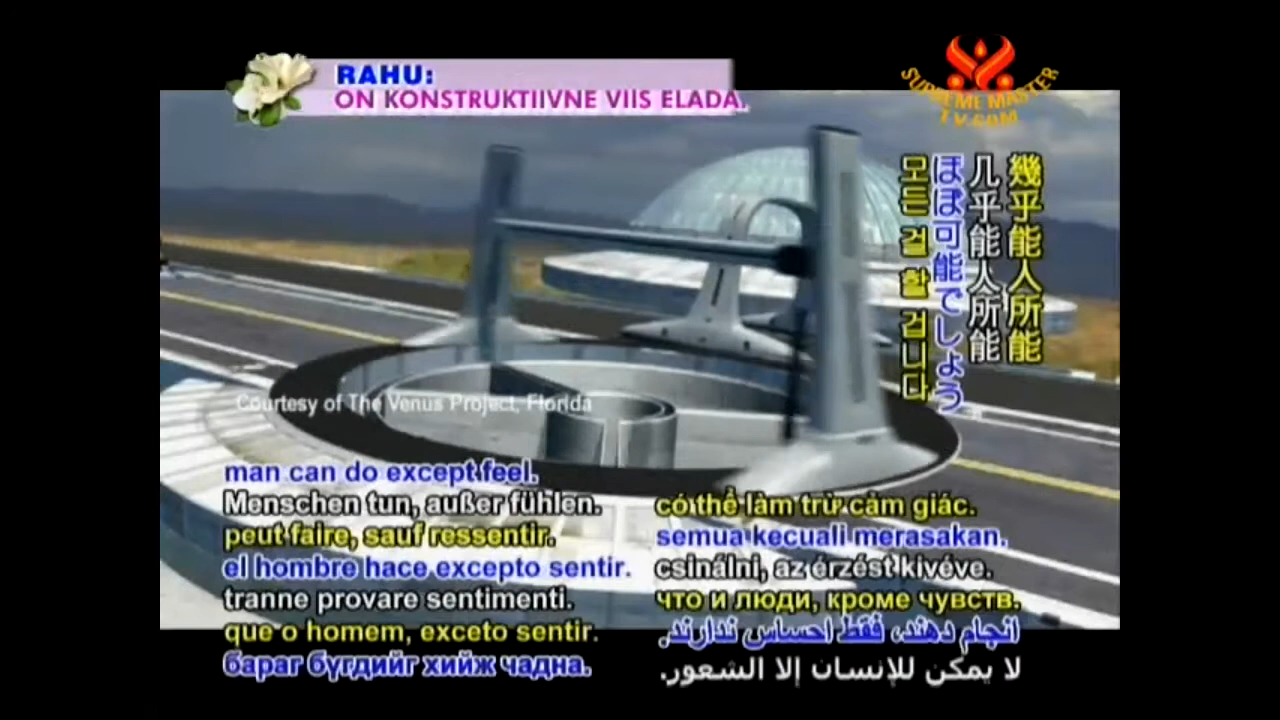 RAHU:
ON KONSTRUKTIIVNE VIIS ELADA.
SUPREME MASTER
TV.COM
幾乎能人所能
几乎能人所能
ほぼ可能でしょう
모든 걸 할 겁니다
Courtesy of The Venus Project, Florida
man can do except feel.
Menschen tun, außer fühlen.
peut faire, sauf ressentir.
el hombre hace excepto sentir.
tranne provare sentimenti.
que o homem, exceto sentir.
бараг бүгдийг хийж чадна.
có thể làm trừ cảm giác.
semua kecuali merasakan.
csinálni, az érzést kivéve.
что и люди, кроме чувств.
انجام دهند، فقط احساس ندارند.
لا يمكن للإنسان إلا الشعور.